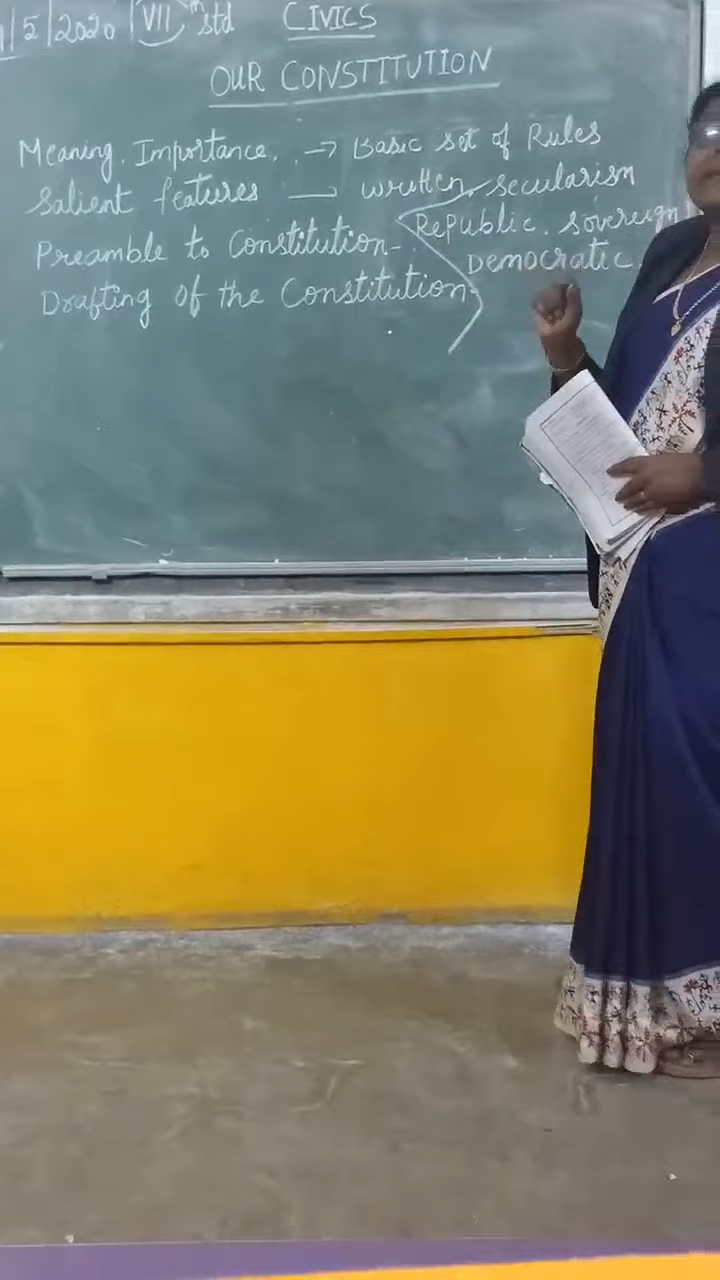 /5/2020 VII th std CIVICS
OUR CONSTITUTION
Meaning, Importance. → Basic set of Rules
Salient features — written, secularism
Preamble to Constitution - Republic, sovereign
Democratic.
Drafting of the Constitution